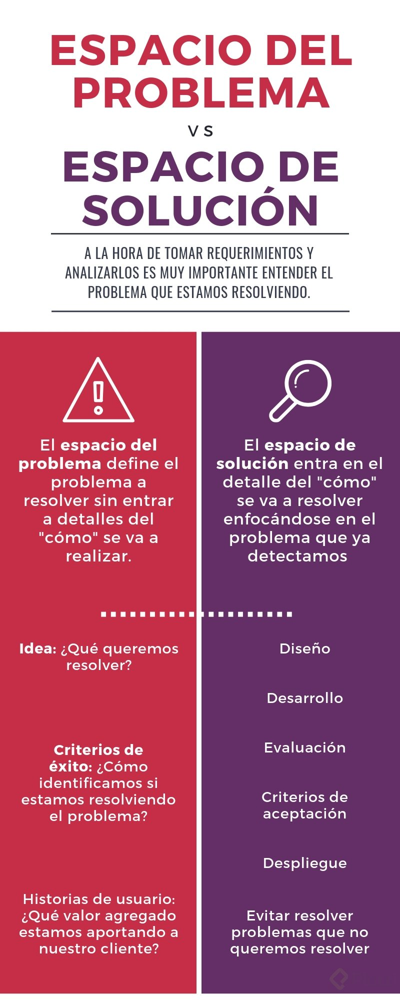 ESPACIO DEL
PROBLEMA
VS
ESPACIO DE
SOLUCIÓN
A LA HORA DE TOMAR REQUERIMIENTOS Y
ANALIZARLOS ES MUY IMPORTANTE ENTENDER EL
PROBLEMA QUE ESTAMOS RESOLVIENDO.
El espacio del
problema define el
problema a
resolver sin entrar
a detalles del
"cómo" se va a
realizar.
Idea: ¿Qué queremos
resolver?
Criterios de
éxito: ¿Cómo
identificamos si
estamos resolviendo
el problema?
Historias de usuario:
¿Qué valor agregado
estamos aportando a
nuestro cliente?
El espacio de
solución entra en el
detalle del "cómo"
se va a resolver
enfocándose en el
problema que ya
detectamos
Diseño
Desarrollo
Evaluación
Criterios de
aceptación
Despliegue
Evitar resolver
problemas que no
queremos resolver